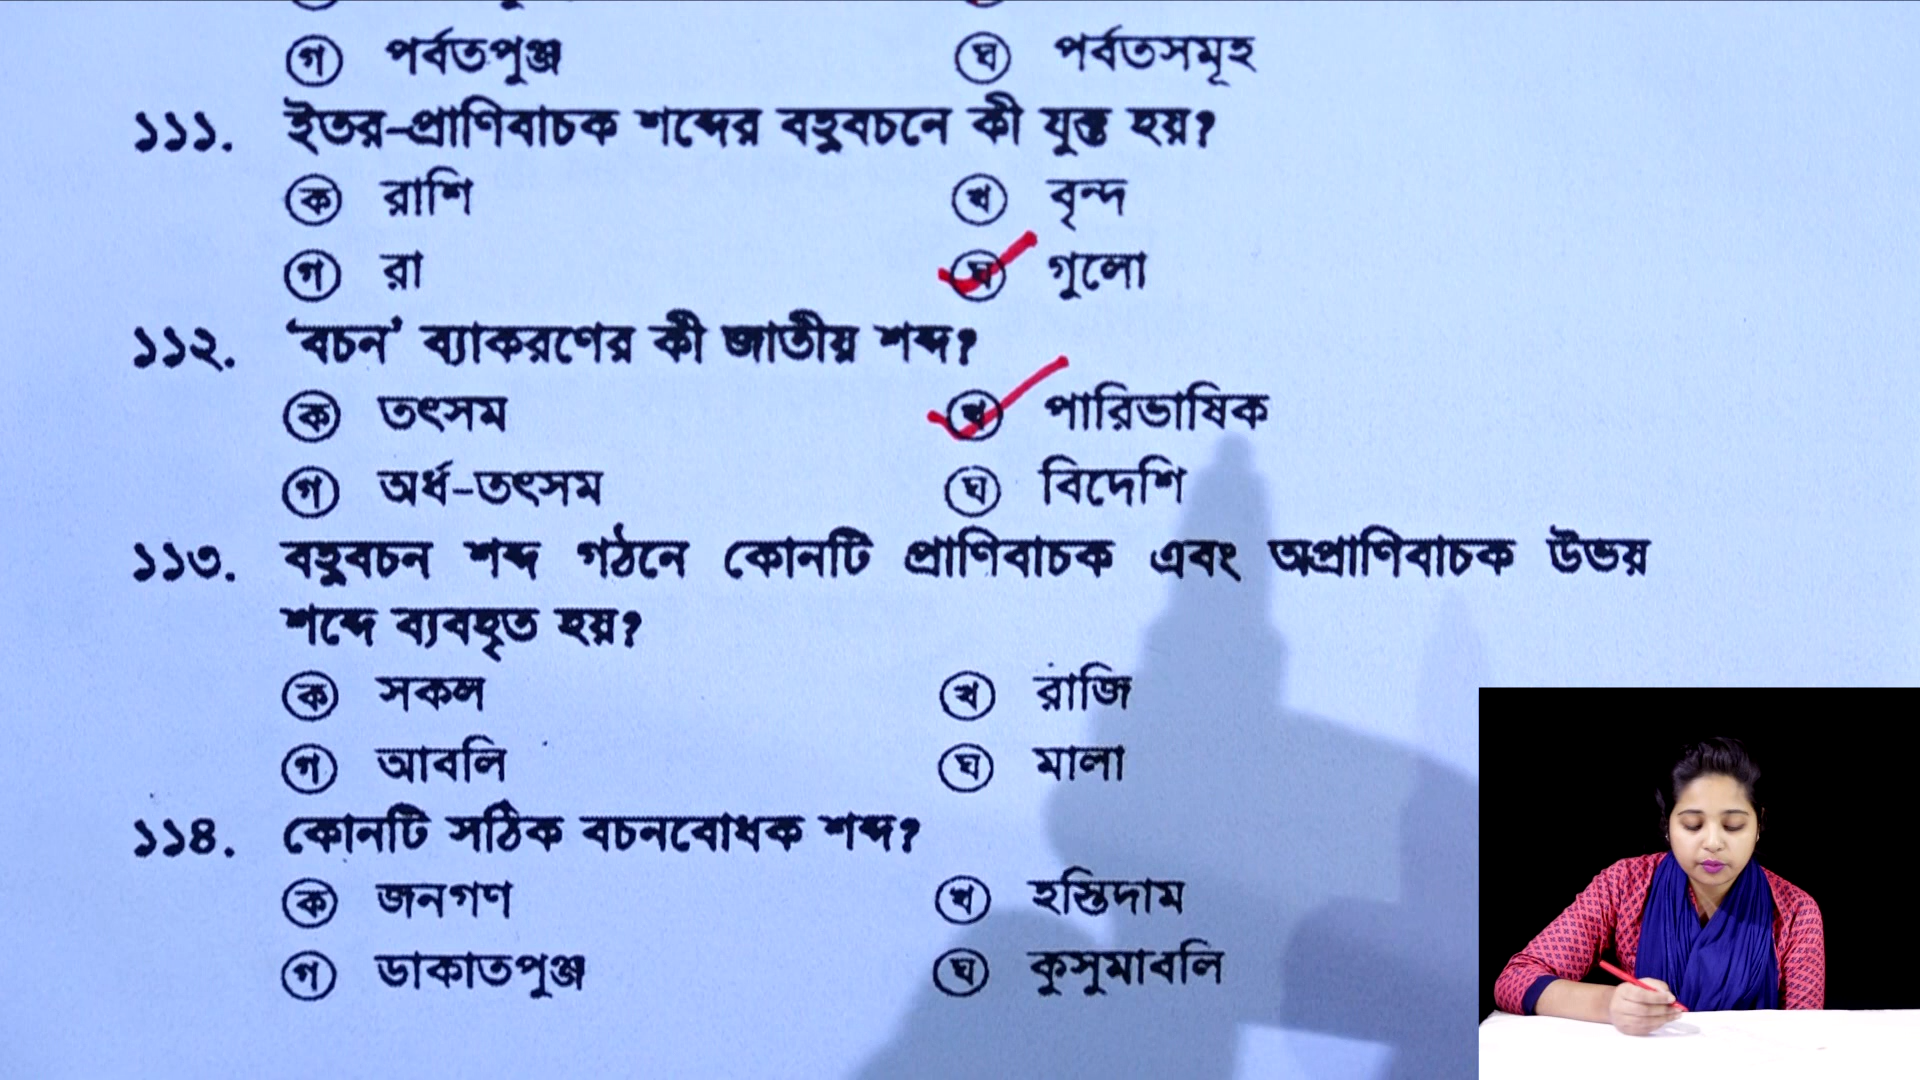 গ পর্বতপুঞ্জ ঘ পর্বতসমূহ
১১১. ইতর-প্রাণিবাচক শব্দের বহুবচনে কী যুক্ত হয়?
ক রাশি খ বৃন্দ
গ রা ঘ গুলো
১১২. ‘বচন’ ব্যাকরণের কী জাতীয় শব্দ?
ক তৎসম খ পারিভাষিক
গ অর্ধ-তৎসম ঘ বিদেশি
১১৩. বহুবচন শব্দ গঠনে কোনটি প্রাণিবাচক এবং অপ্রাণিবাচক উভয়
শব্দে ব্যবহৃত হয়?
ক সকল খ রাজি
গ আবলি ঘ মালা
১১৪. কোনটি সঠিক বচনবোধক শব্দ?
ক জনগণ খ হস্তিদাম
গ ডাকাতপুঞ্জ ঘ কুসুমাবলি